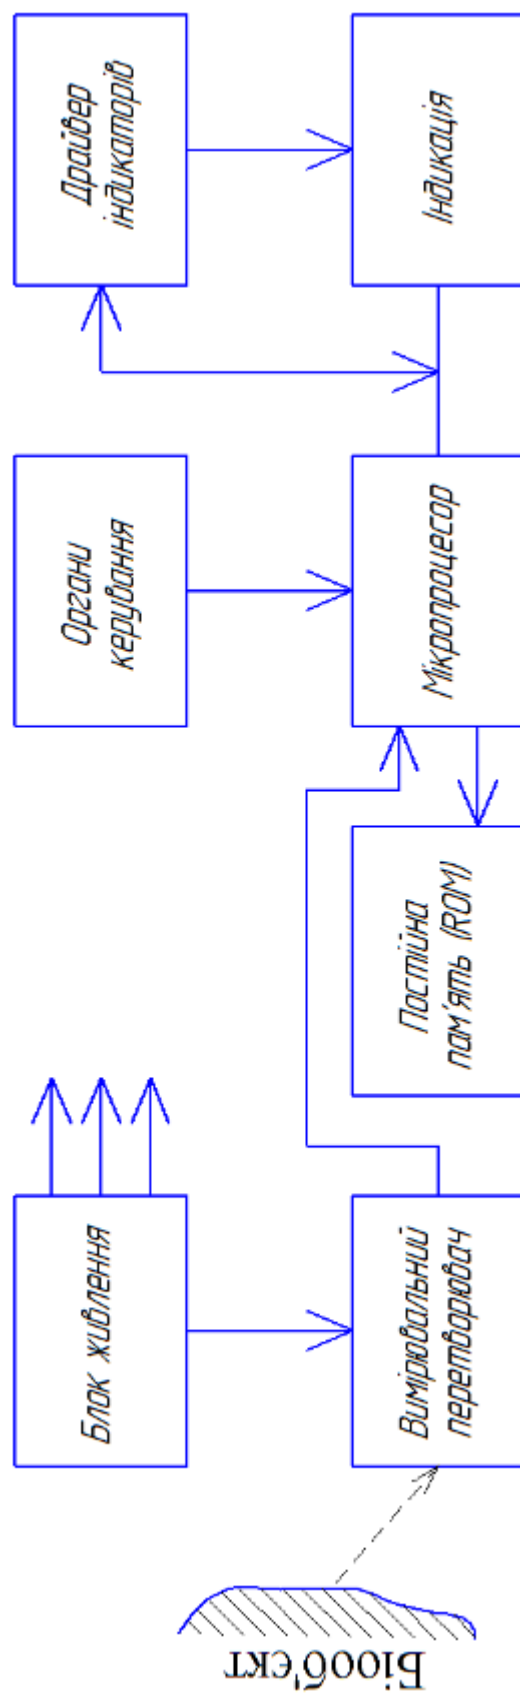 Блок живлення
Органи
керування
Драйвер
індикаторів
Біооб'єкт
Вимірювальний
перетворювач
Постійна
пам'ять (ROM)
Мікропроцесор
Індикація